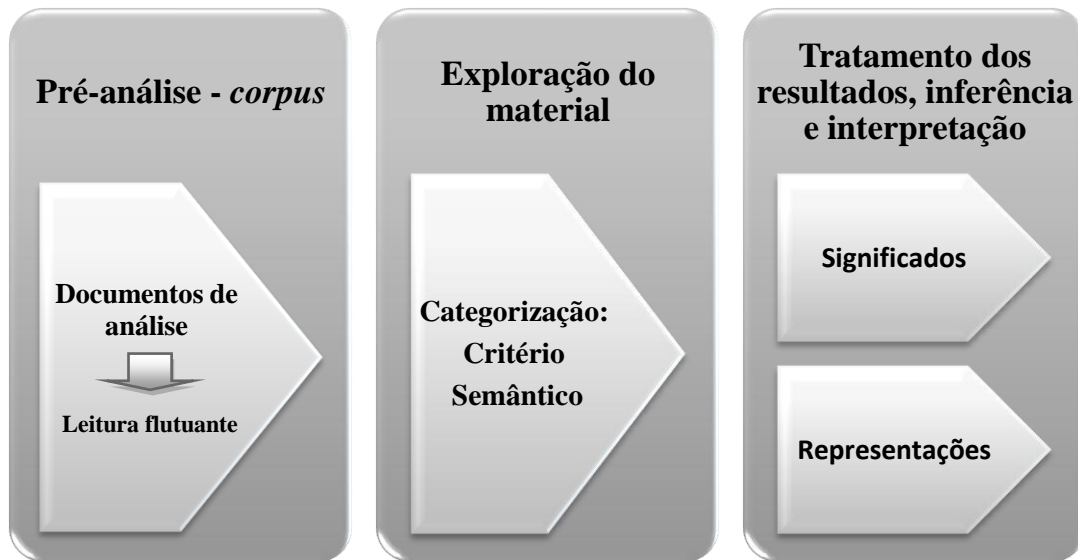 Pré-análise - corpus
Documentos de
análise
Leitura flutuante
Exploração do
material
Categorização:
Critério
Semântico
Tratamento dos
resultados, inferência
e interpretação
Significados
Representações